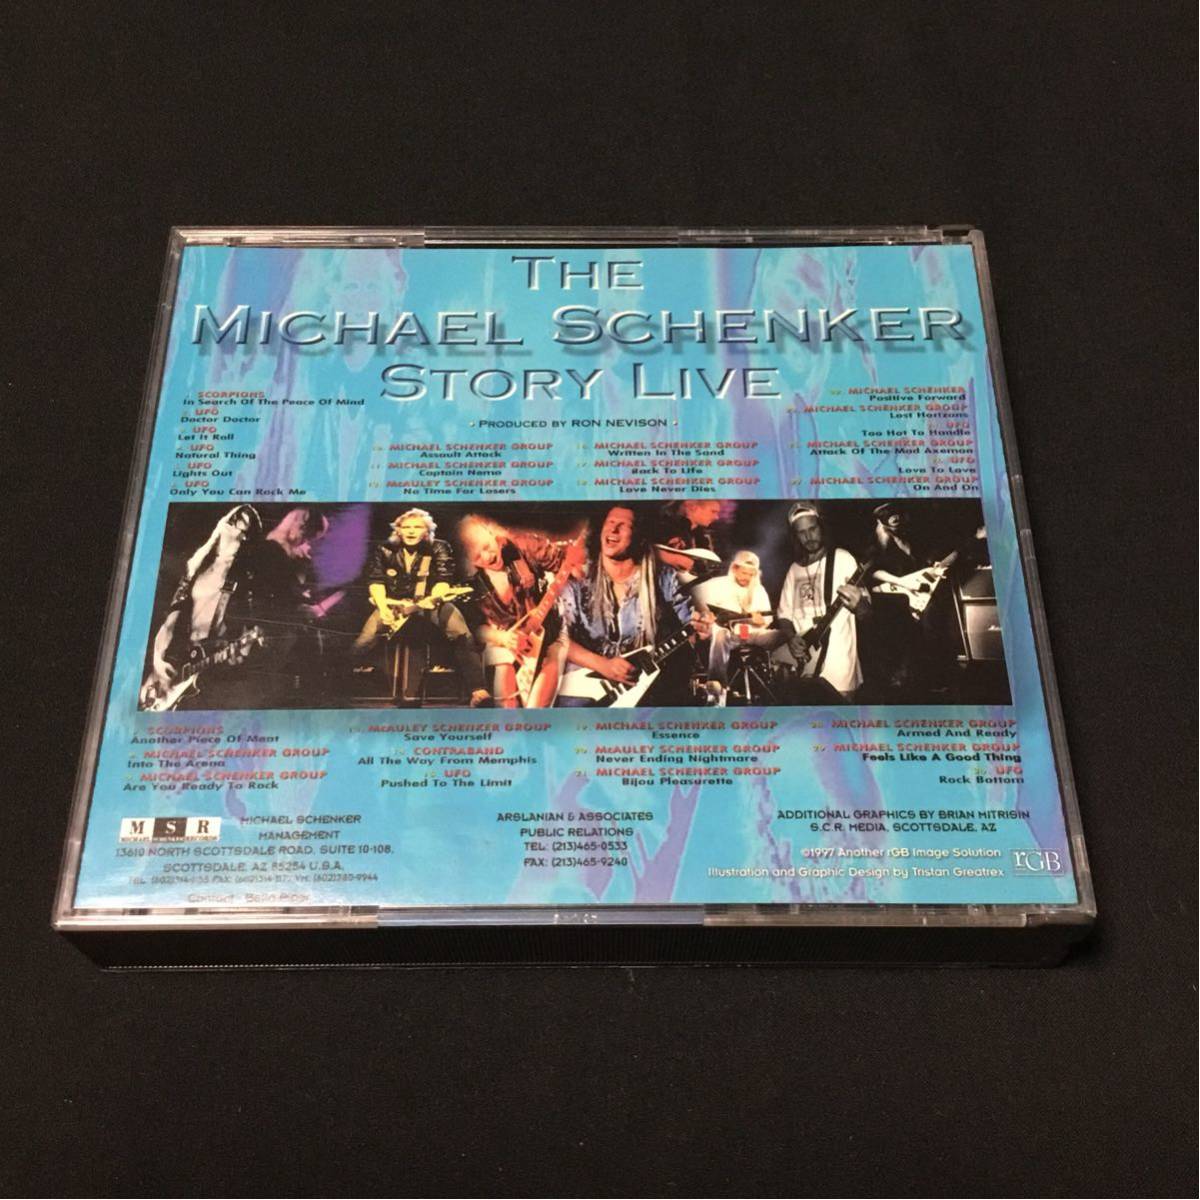 THE
MICHAEL SCHENKER
STORY LIVE
• PRODUCED BY RON NEVISON •
SCORPIONS
In Search Of The Peace Of Mind
UFO
Doctor Doctor
UFO
Let It Roll
UFO
Natural Thing
UFO
Lights Out
UFO
Only You Can Rock Me
MICHAEL SCHENKER GROUP
Assault Attack
MICHAEL SCHENKER GROUP
Captain Nemo
McAULEY SCHENKER GROUP
No Time For Losers
MICHAEL SCHENKER GROUP
Written In The Sand
MICHAEL SCHENKER GROUP
Back To Life
MICHAEL SCHENKER GROUP
Love Never Dies
MICHAEL SCHENKER
Positive Forward
MICHAEL SCHENKER GROUP
Lost Horizons
UFO
Too Hot To Handle
MICHAEL SCHENKER GROUP
Attack Of The Mad Axeman
UFO
Love To Love
MICHAEL SCHENKER GROUP
On And On
SCORPIONS
Another Piece Of Meat
MICHAEL SCHENKER GROUP
Into The Arena
MICHAEL SCHENKER GROUP
Are You Ready To Rock
McAULEY SCHENKER GROUP
Save Yourself
CONTRABAND
All The Way From Memphis
UFO
Pushed To The Limit
MICHAEL SCHENKER GROUP
Essence
McAULEY SCHENKER GROUP
Never Ending Nightmare
21. MICHAEL SCHENKER GROUP
Bijou Pleasurette
MICHAEL SCHENKER GROUP
Armed And Ready
MICHAEL SCHENKER GROUP
Feels Like A Good Thing
UFO
Rock Bottom
M S R
MICHAEL SCHENKER RECORDS
MICHAEL SCHENKER
MANAGEMENT
13610 NORTH SCOTTSDALE ROAD, SUITE 10-108,
SCOTTSDALE, AZ 85254 U.S.A.
Contact - Bella
ARSLANIAN & ASSOCIATES
PUBLIC RELATIONS
TEL: (213)465-0533
FAX: (213)465-9240
ADDITIONAL GRAPHICS BY BRIAN MITRISIN
S.C.R. MEDIA, SCOTTSDALE, AZ
©1997 Another rGB Image Solution
Illustration and Graphic Design by Tristan Greatrex
rGB